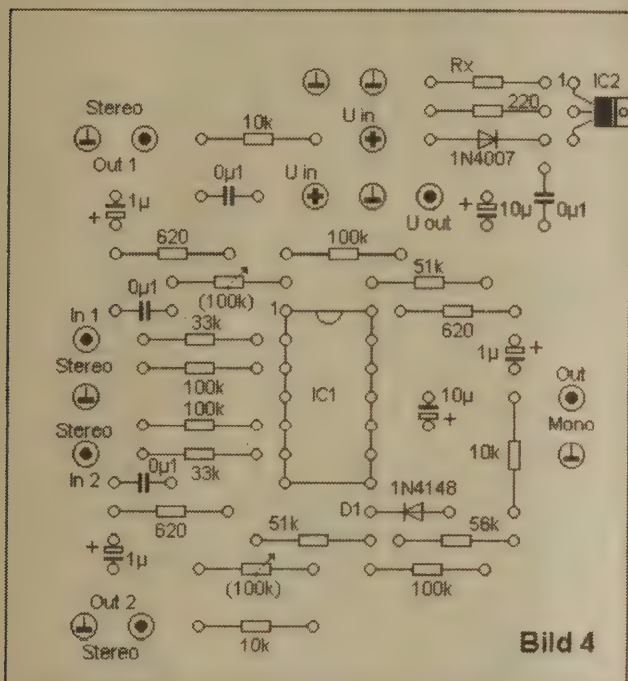 Rx
1
IC2
Stereo
10k
U in
220
Out 1
1N4007
0µ1
U in
1µ
+
U out
+
10µ
0µ1
620
100k
51k
0µ1
(100k)
In 1
33k
1
620
Stereo
1µ
+
100k
IC1
10µ
Out
100k
+
Mono
Stereo
10k
In 2
33k
0µ1
1N4148
D1
620
51k
56k
+
1µ
(100k)
100k
Out 2
Stereo
10k
Bild 4